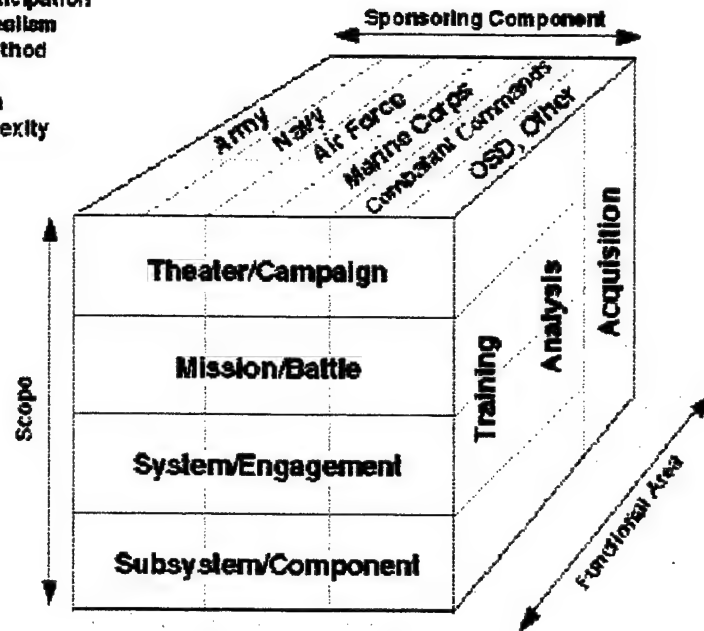 Sponsoring Component
Army
Navy
Air Force
Marine Corps
Combatant Commands
OSD, Other
Theater/Campaign
Mission/Battle
System/Engagement
Subsystem/Component
Scope
Training
Analysis
Acquisition
Functional Area